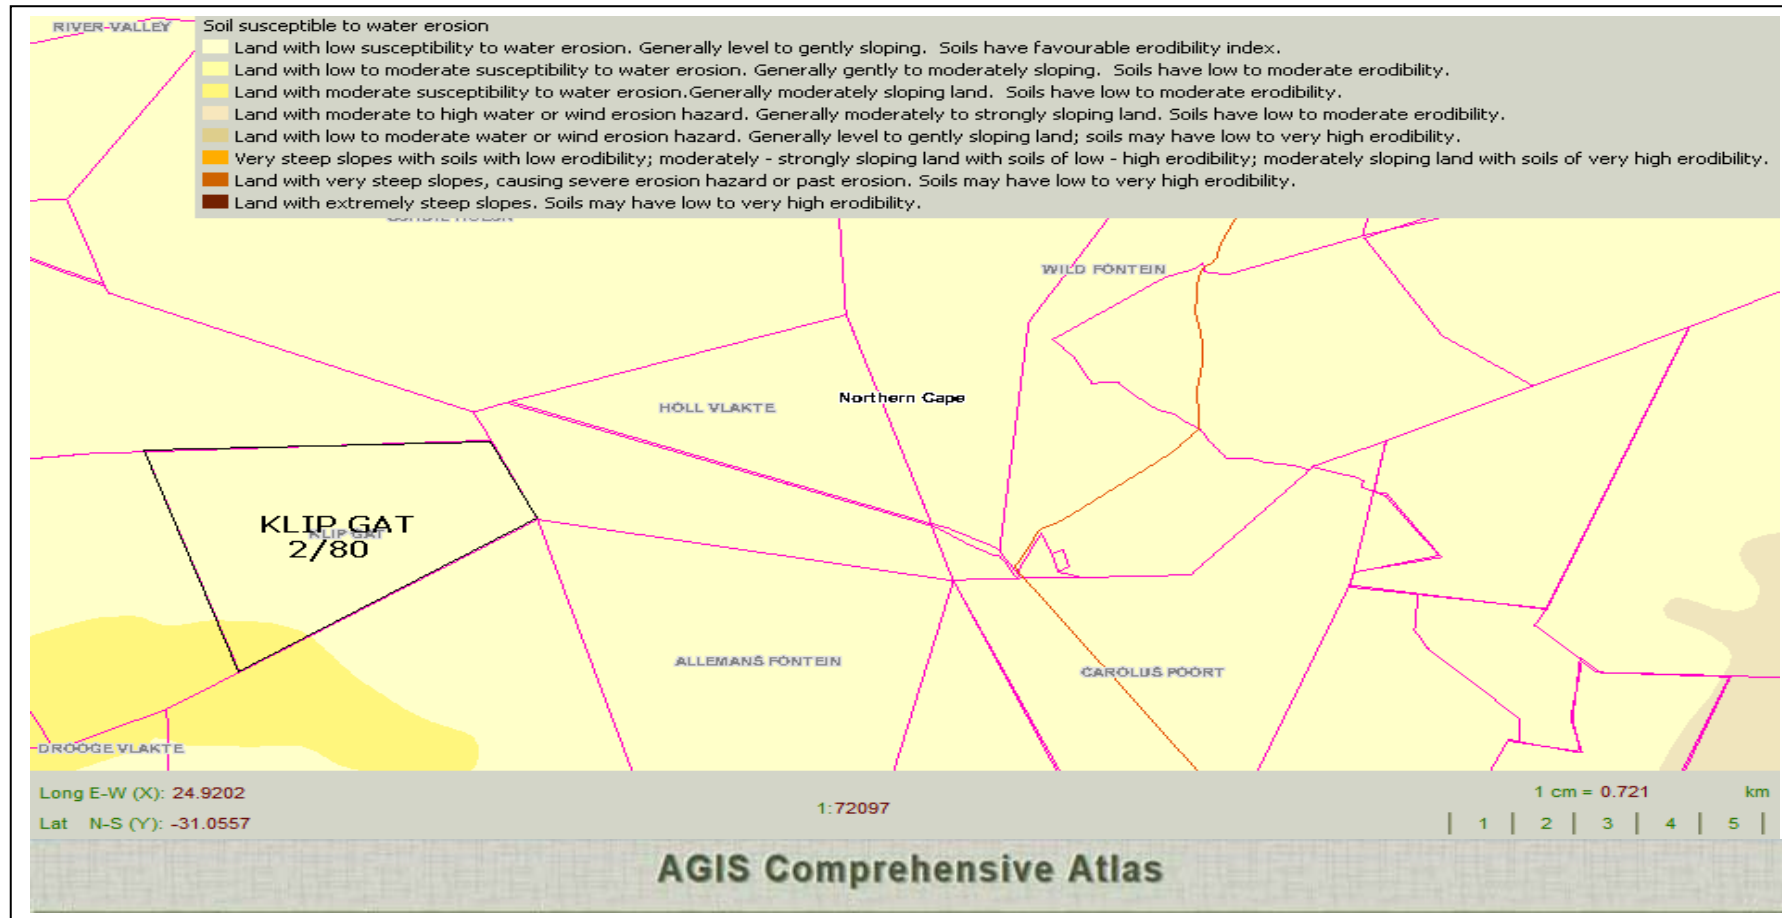 RIVER-VALLEY
Soil susceptible to water erosion
Land with low susceptibility to water erosion. Generally level to gently sloping. Soils have favourable erodibility index.
Land with low to moderate susceptibility to water erosion. Generally gently to moderately sloping. Soils have low to moderate erodibility.
Land with moderate susceptibility to water erosion.Generally moderately sloping land. Soils have low to moderate erodibility.
Land with moderate to high water or wind erosion hazard. Generally moderately to strongly sloping land. Soils have low to moderate erodibility.
Land with low to moderate water or wind erosion hazard. Generally level to gently sloping land; soils may have low to very high erodibility.
Very steep slopes with soils with low erodibility; moderately - strongly sloping land with soils of low - high erodibility; moderately sloping land with soils of very high erodibility.
Land with very steep slopes, causing severe erosion hazard or past erosion. Soils may have low to very high erodibility.
Land with extremely steep slopes. Soils may have low to very high erodibility.
WILD FONTEIN
Northern Cape
HOLL VLAKTE
KLIP GAT
KLIP GAT
2/80
ALLEMANS FONTEIN
CAROLUS POORT
DROOGE VLAKTE
Long E-W (X): 24.9202
Lat N-S (Y): -31.0557
1:72097
1 cm = 0.721 km
| 1 | 2 | 3 | 4 | 5 |
AGIS Comprehensive Atlas